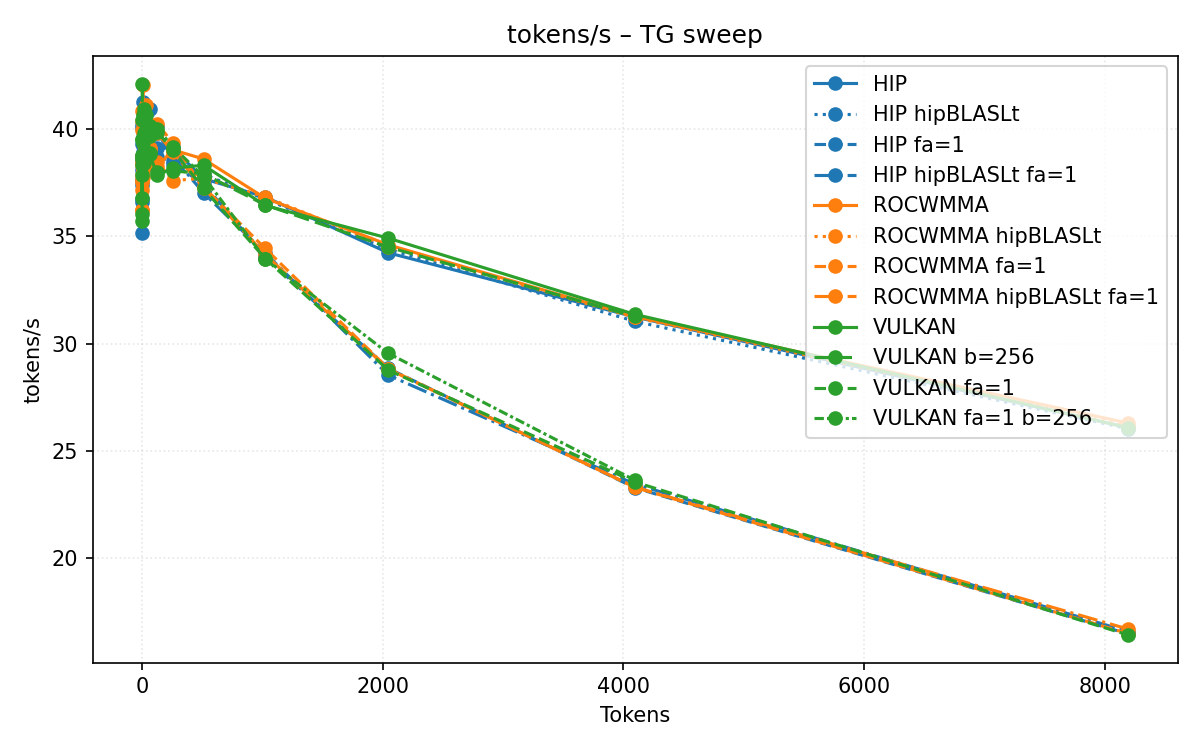 tokens/s – TG sweep
40
35
30
25
20
tokens/s
0
2000
4000
6000
8000
Tokens
HIP
HIP hipBLASLt
HIP fa=1
HIP hipBLASLt fa=1
ROCWMMA
ROCWMMA hipBLASLt
ROCWMMA fa=1
ROCWMMA hipBLASLt fa=1
VULKAN
VULKAN b=256
VULKAN fa=1
VULKAN fa=1 b=256